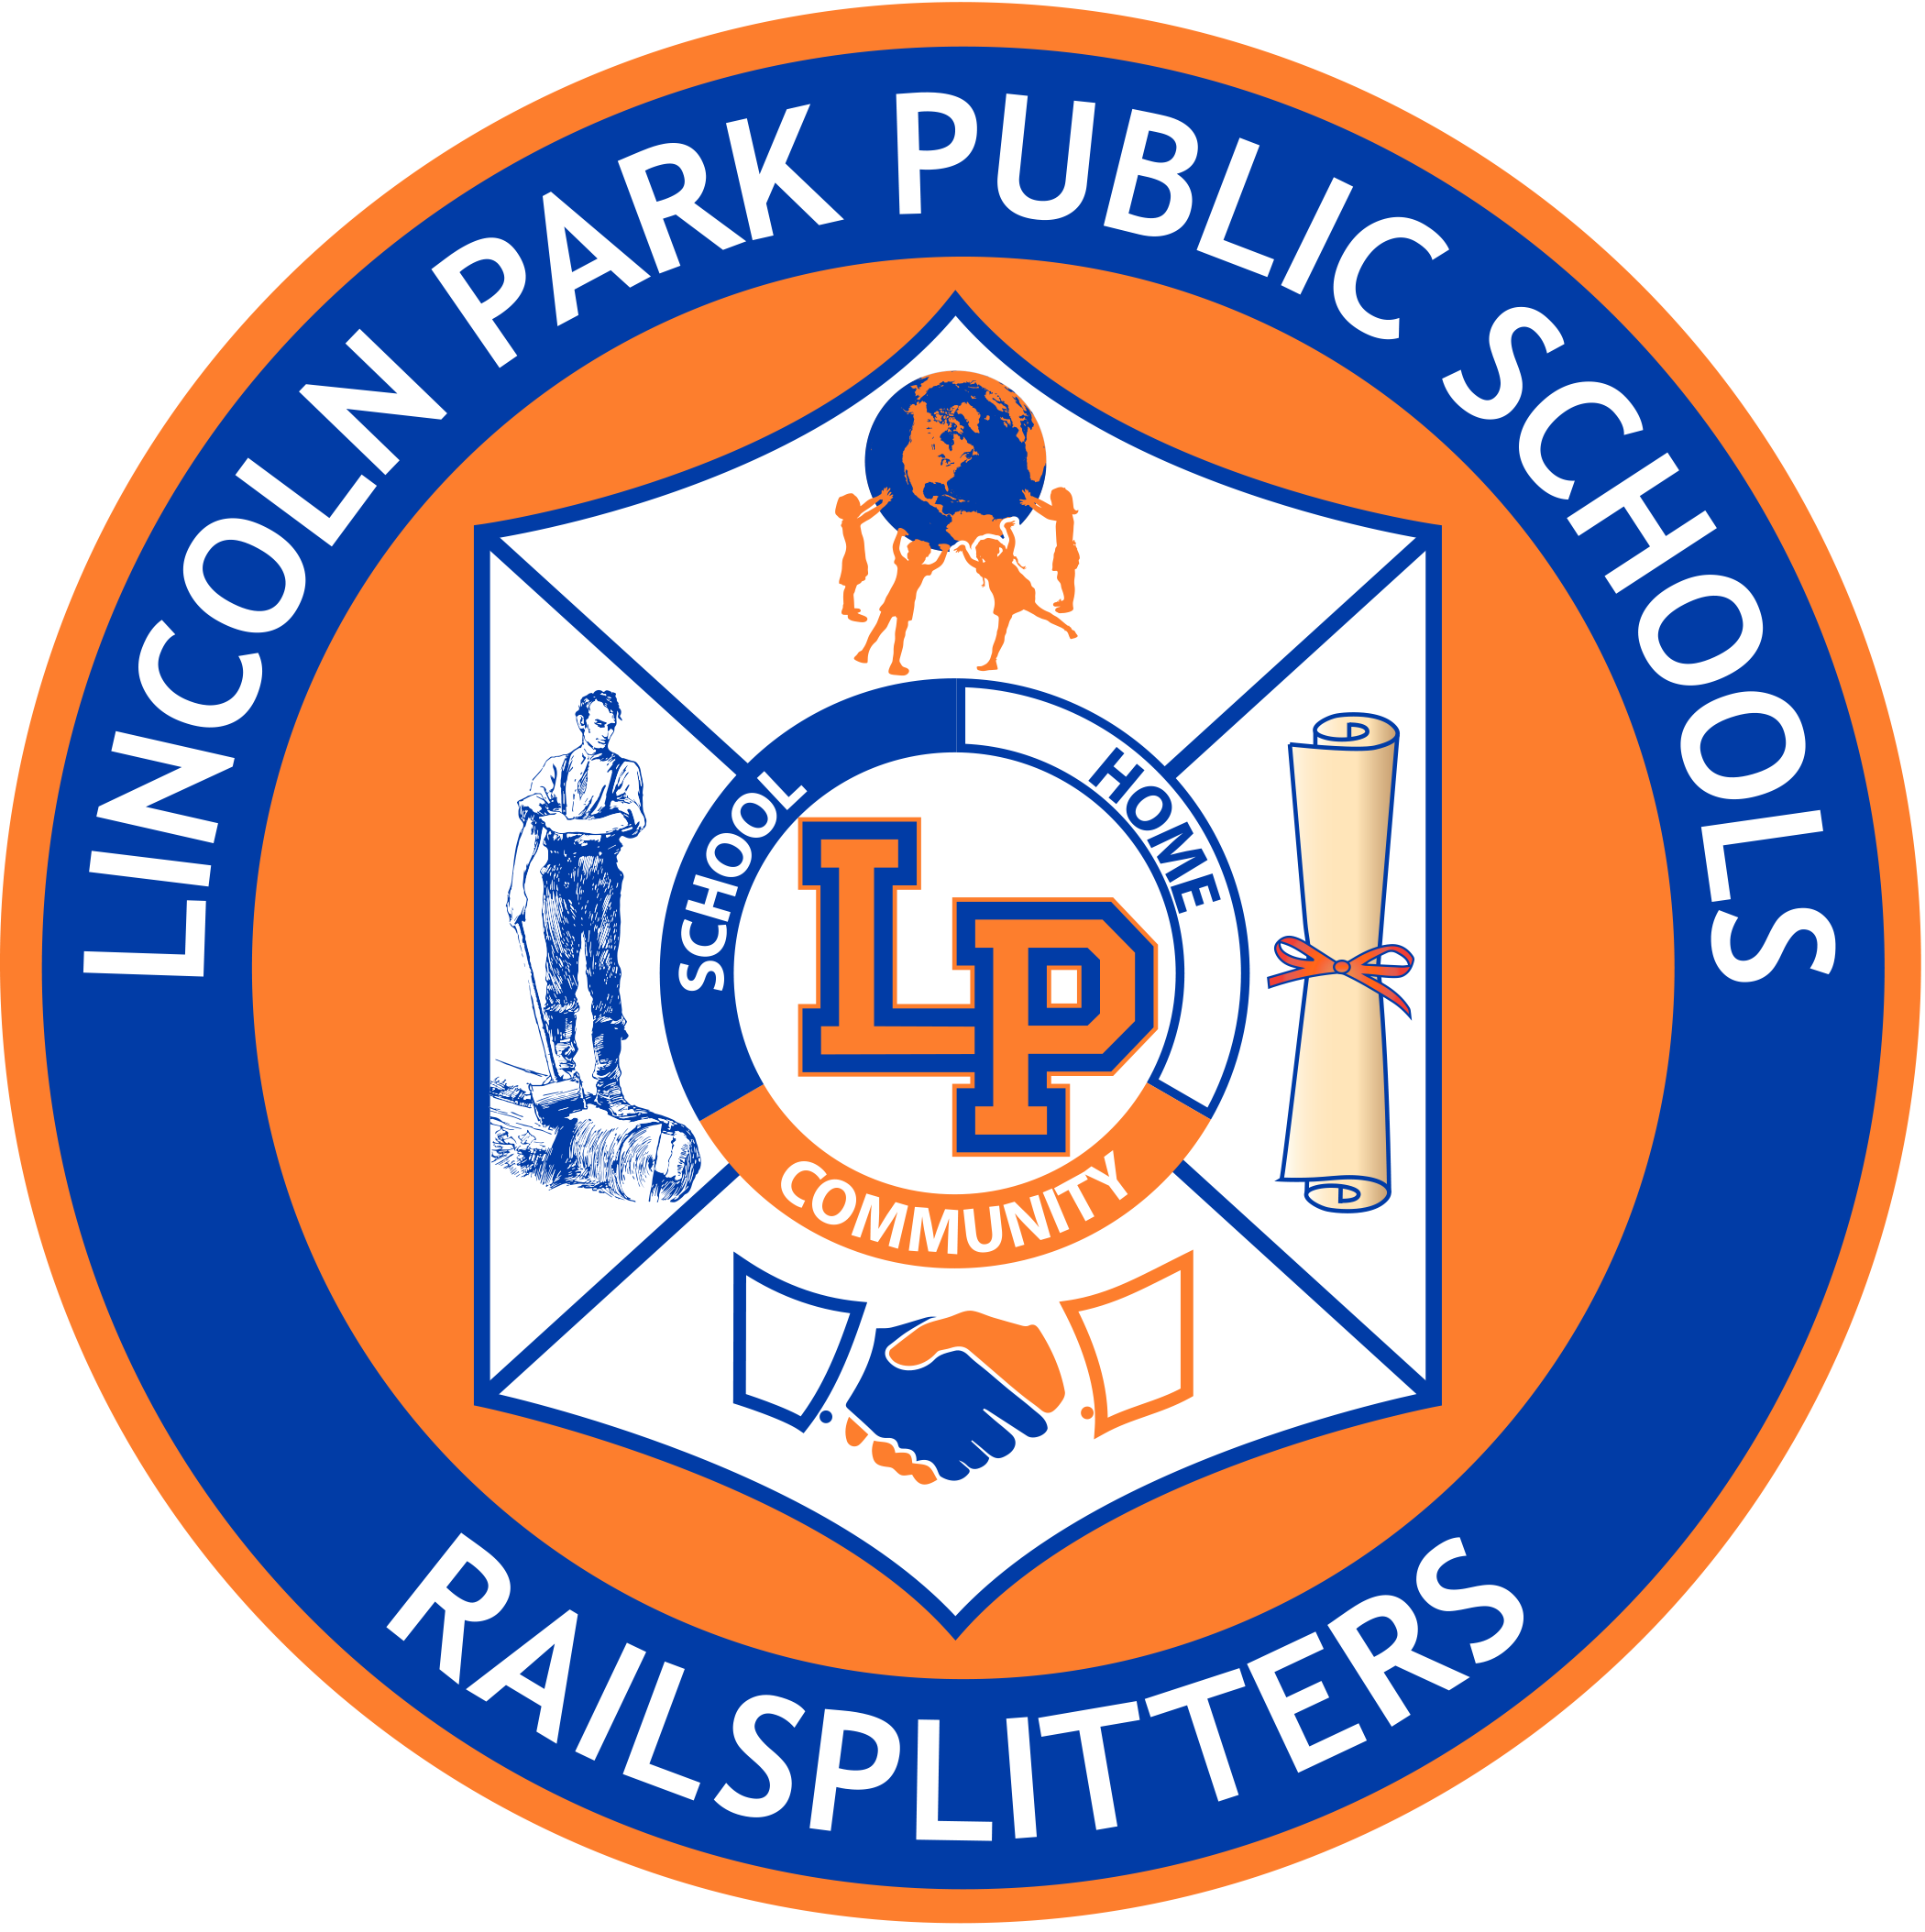 LINCOLN PARK PUBLIC SCHOOLS
SCHOOL
HOME
LP
COMMUNITY
RAILSPLITTERS